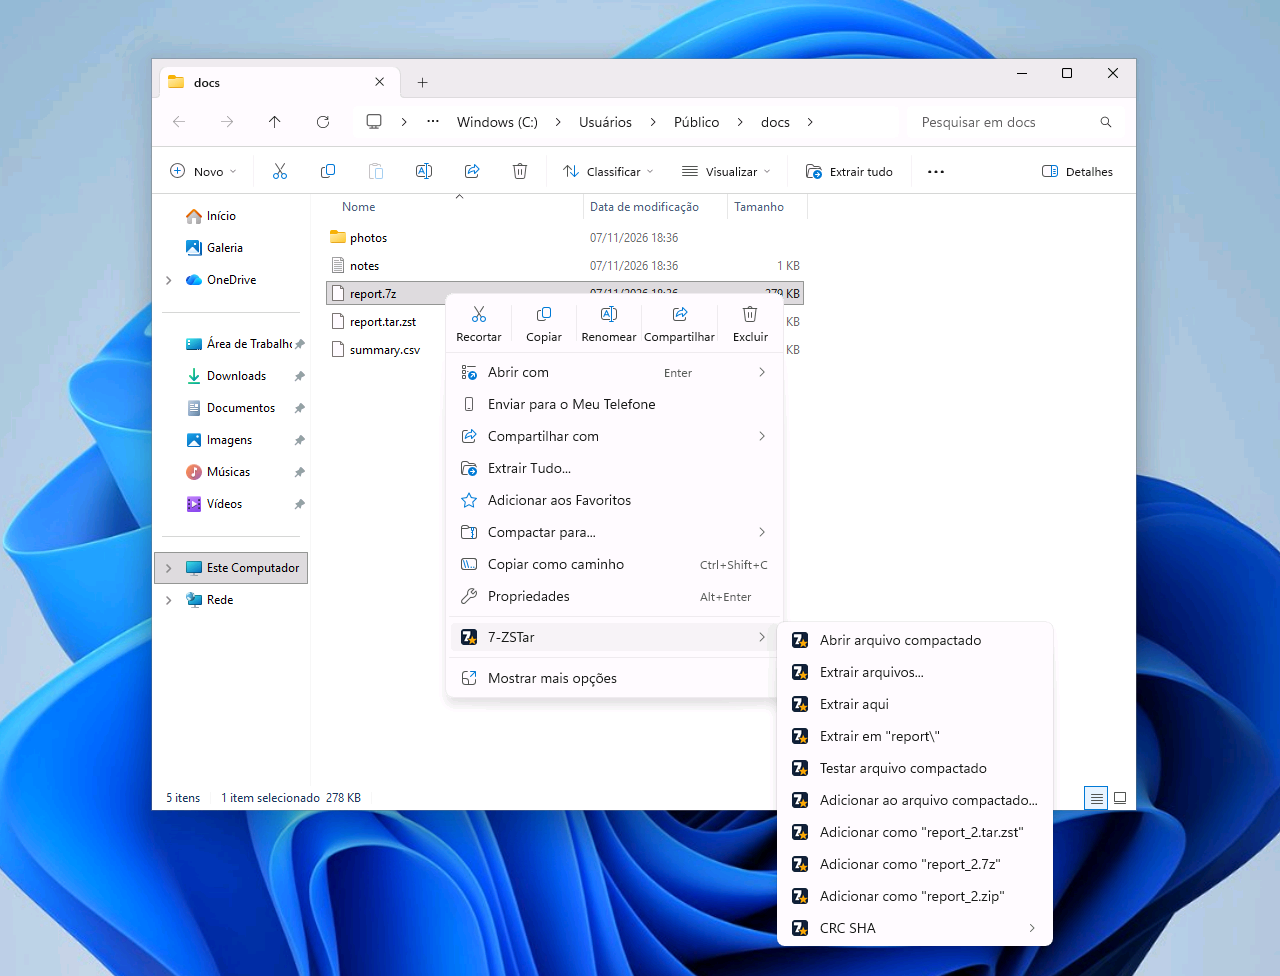 docs
Windows (C:)
Usuários
Público
docs
Pesquisar em docs
Novo
Classificar
Visualizar
Extrair tudo
Detalhes
Nome
Data de modificação
Tamanho
Início
Galeria
OneDrive
Área de Trabalho
Downloads
Documentos
Imagens
Músicas
Vídeos
Este Computador
Rede
photos 07/11/2026 18:36
notes 07/11/2026 18:36 1 KB
report.7z 07/11/2026 18:36 279 KB
report.tar.zst KB
summary.csv KB
Recortar
Copiar
Renomear
Compartilhar
Excluir
Abrir com Enter
Enviar para o Meu Telefone
Compartilhar com
Extrair Tudo...
Adicionar aos Favoritos
Compactar para...
Copiar como caminho Ctrl+Shift+C
Propriedades Alt+Enter
7-ZSTar
Mostrar mais opções
Abrir arquivo compactado
Extrair arquivos...
Extrair aqui
Extrair em "report\"
Testar arquivo compactado
Adicionar ao arquivo compactado...
Adicionar como "report_2.tar.zst"
Adicionar como "report_2.7z"
Adicionar como "report_2.zip"
CRC SHA
5 itens
1 item selecionado 278 KB